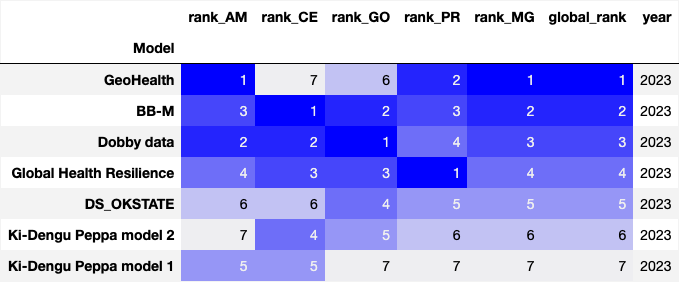 rank_AM rank_CE rank_GO rank_PR rank_MG global_rank year
Model
GeoHealth 1 7 6 2 1 1 2023
BB-M 3 1 2 3 2 2 2023
Dobby data 2 2 1 4 3 3 2023
Global Health Resilience 4 3 3 1 4 4 2023
DS_OKSTATE 6 6 4 5 5 5 2023
Ki-Dengu Peppa model 2 7 4 5 6 6 6 2023
Ki-Dengu Peppa model 1 5 5 7 7 7 7 2023